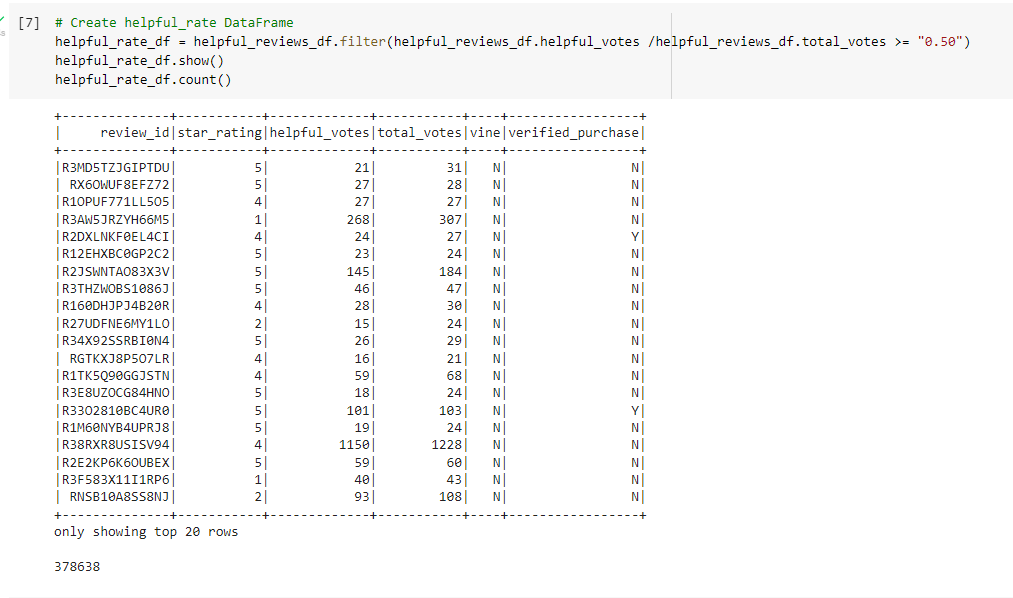 [7] # Create helpful_rate DataFrame
helpful_rate_df = helpful_reviews_df.filter(helpful_reviews_df.helpful_votes /helpful_reviews_df.total_votes >= "0.50")
helpful_rate_df.show()
helpful_rate_df.count()
+--------------+-----------+-------------+-----------+----+-----------------+
|     review_id|star_rating|helpful_votes|total_votes|vine|verified_purchase|
+--------------+-----------+-------------+-----------+----+-----------------+
|R3MD5TZJGIPTDU|          5|           21|         31|   N|                N|
| RX6OWUF8EFZ72|          5|           27|         28|   N|                N|
|R1OPUF771LL5O5|          4|           27|         27|   N|                N|
|R3AW5JRZYH66M5|          1|          268|        307|   N|                N|
|R2DXLNKF0EL4CI|          4|           24|         27|   N|                Y|
|R12EHXBC0GP2C2|          5|           23|         24|   N|                N|
|R2JSWNTAO83X3V|          5|          145|        184|   N|                N|
|R3THZWOBS1086J|          5|           46|         47|   N|                N|
|R160DHJPJ4B20R|          4|           28|         30|   N|                N|
|R27UDFNE6MY1LO|          2|           15|         24|   N|                N|
|R34X92SSRBI0N4|          5|           26|         29|   N|                N|
| RGTKXJ8P5O7LR|          4|           16|         21|   N|                N|
|R1TK5Q90GGJSTN|          4|           59|         68|   N|                N|
|R3E8UZOCG84HNO|          5|           18|         24|   N|                N|
|R33O2810BC4UR0|          5|          101|        103|   N|                Y|
|R1M60NYB4UPRJ8|          5|           19|         24|   N|                N|
|R38RXR8USISV94|          4|         1150|       1228|   N|                N|
|R2E2KP6K6OUBEX|          5|           59|         60|   N|                N|
|R3F583X11I1RP6|          1|           40|         43|   N|                N|
| RNSB10A8SS8NJ|          2|           93|        108|   N|                N|
+--------------+-----------+-------------+-----------+----+-----------------+
only showing top 20 rows
378638